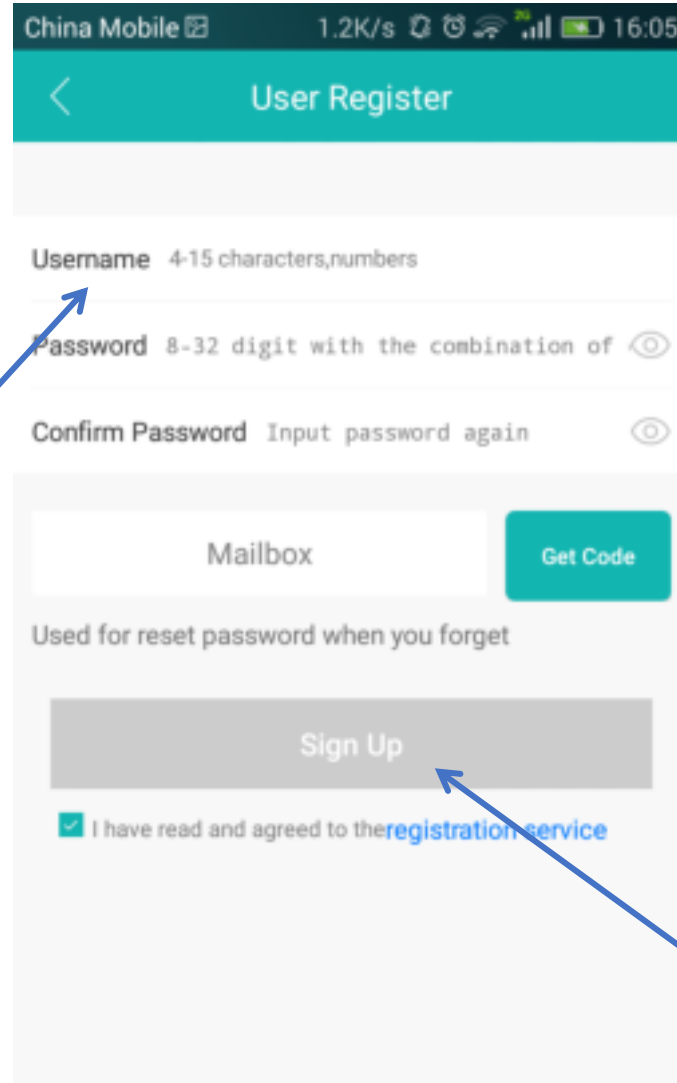 China Mobile 1.2K/s 2G 16:05
User Register
Username 4-15 characters,numbers
Password 8-32 digit with the combination of
Confirm Password Input password again
Mailbox Get Code
Used for reset password when you forget
Sign Up
I have read and agreed to theregistration service